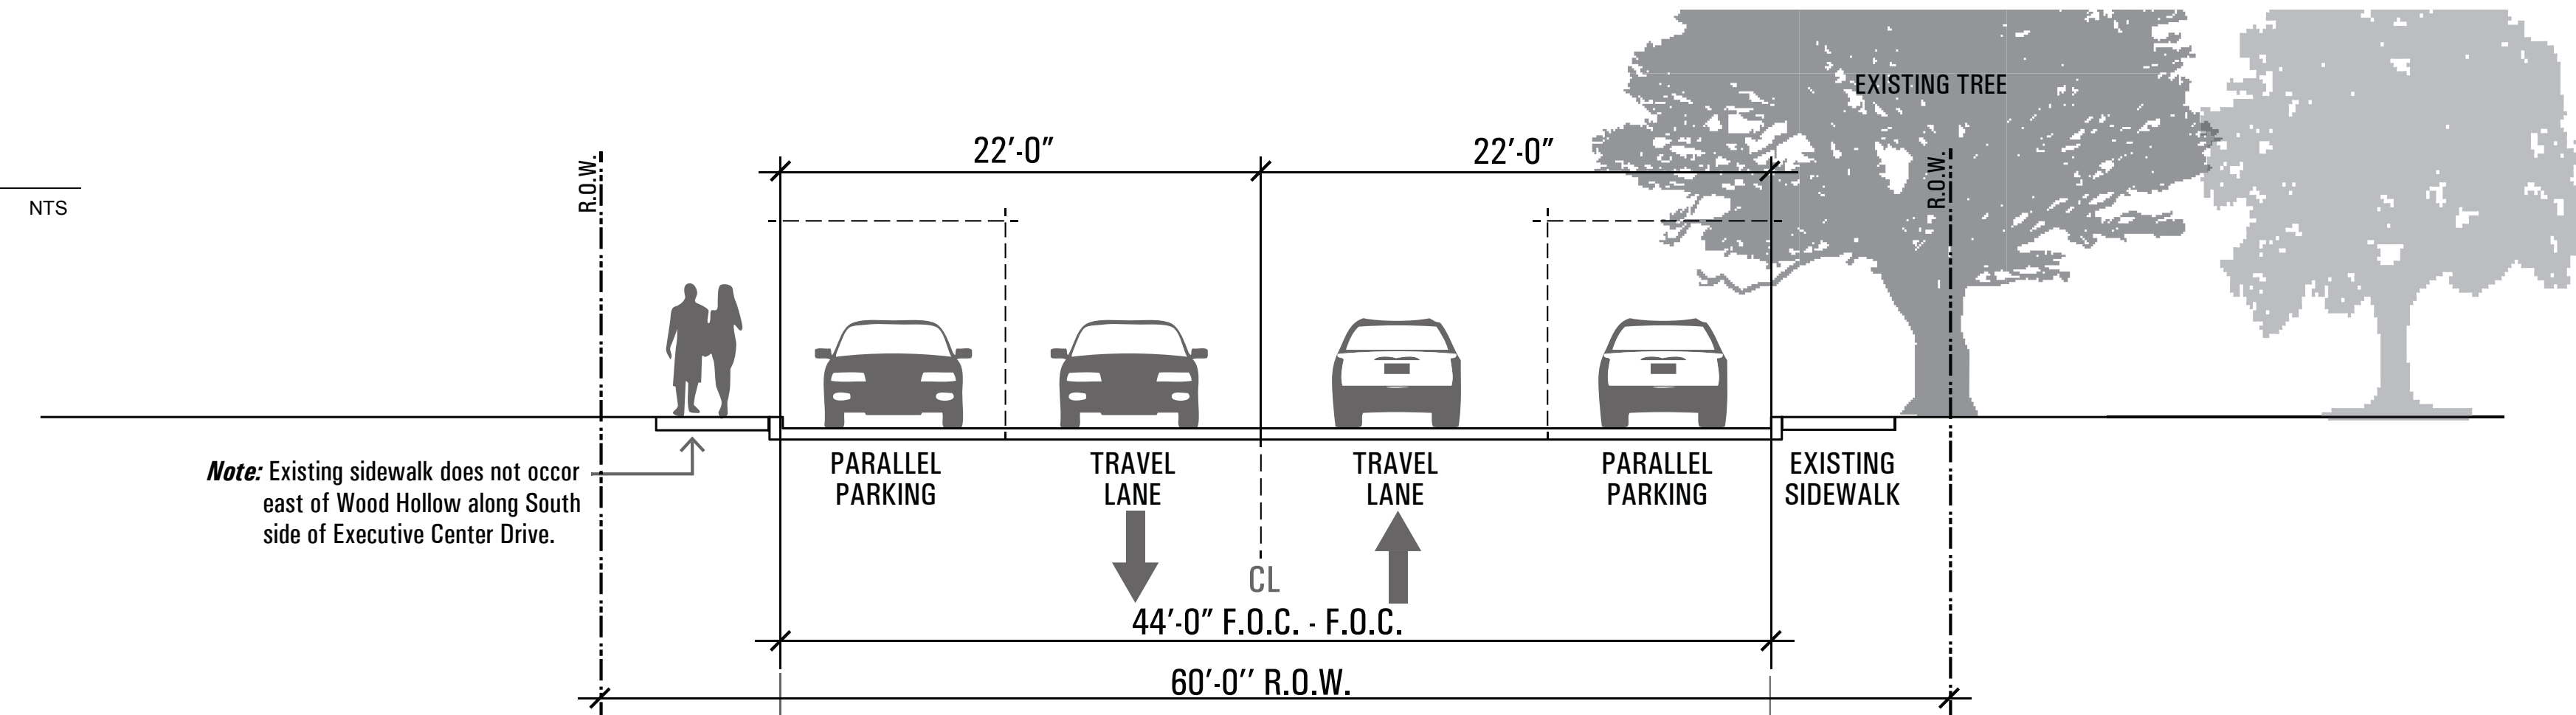 EXISTING TREE
22'-0" 22'-0"
R.O.W. R.O.W.
NTS
PARALLEL
PARKING
TRAVEL
LANE
TRAVEL
LANE
PARALLEL
PARKING
EXISTING
SIDEWALK
Note: Existing sidewalk does not occor
east of Wood Hollow along South
side of Executive Center Drive.
CL
44'-0" F.O.C. - F.O.C.
60'-0'' R.O.W.